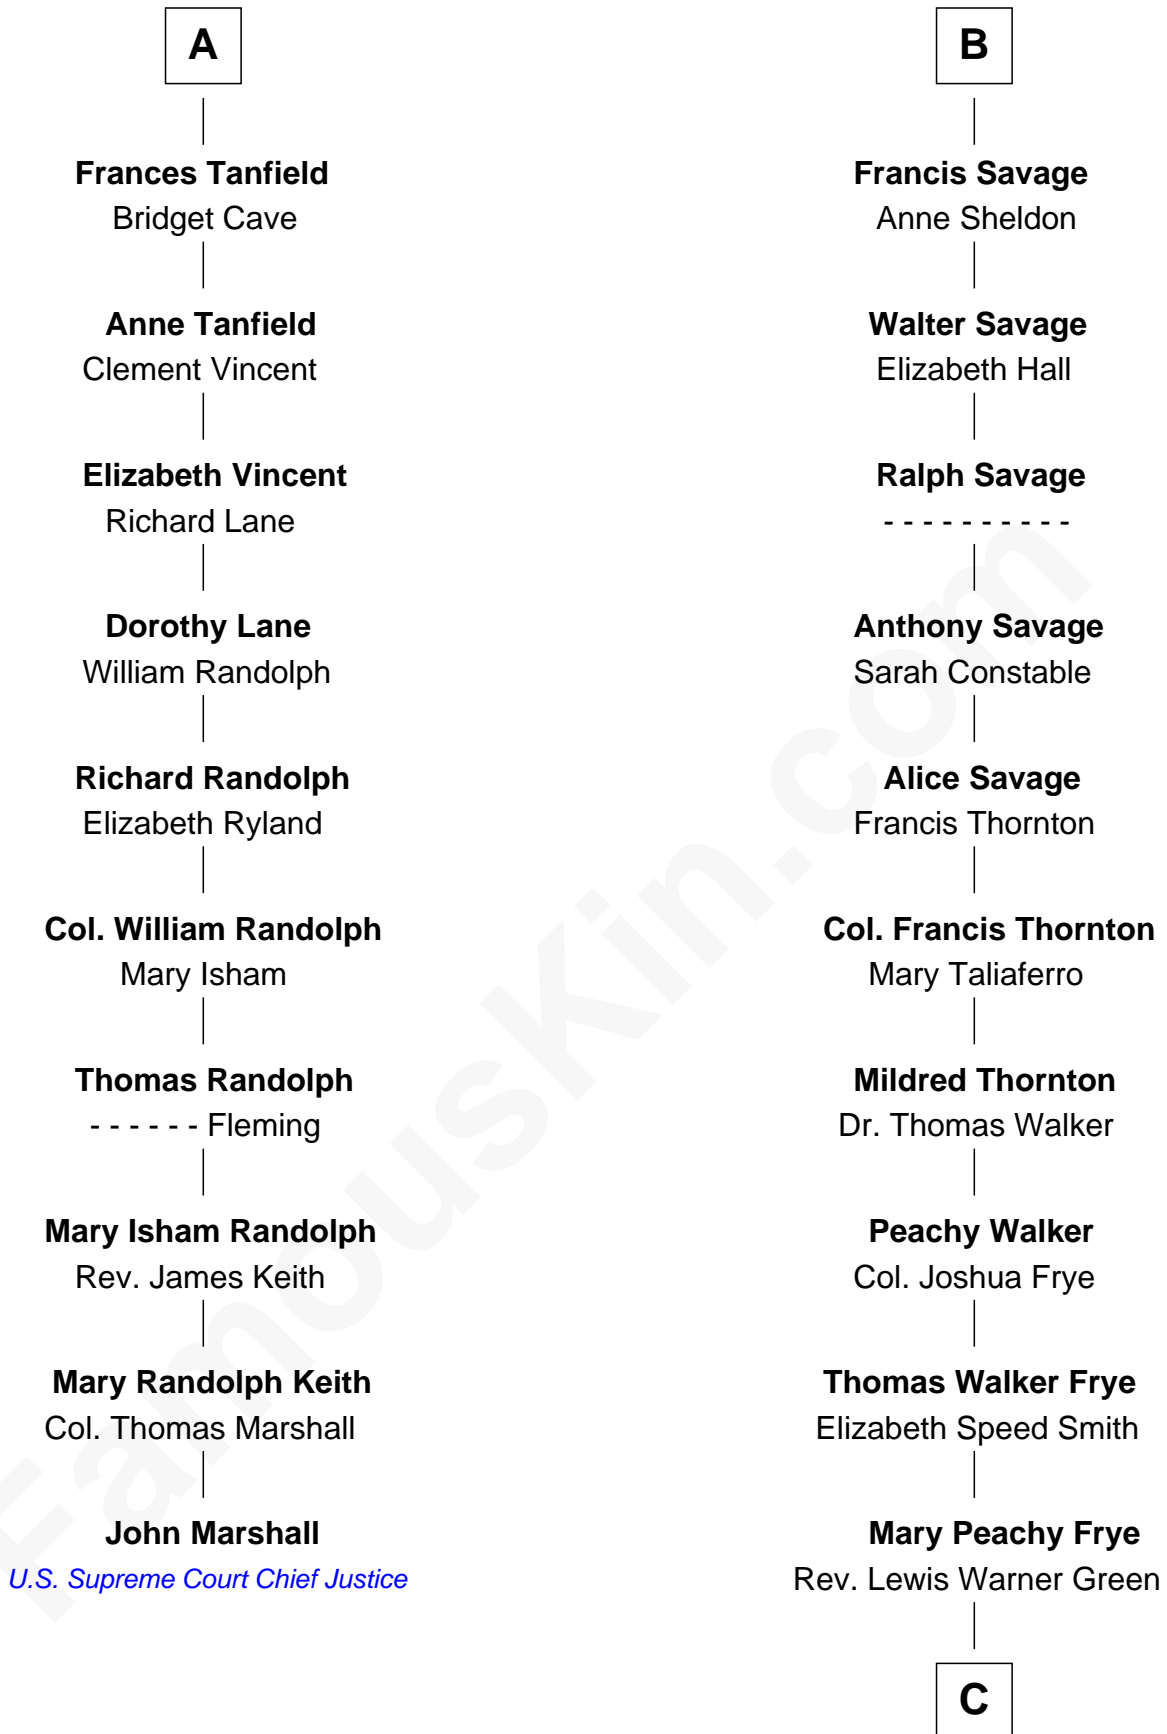 A
Frances Tanfield
Bridget Cave
Anne Tanfield
Clement Vincent
Elizabeth Vincent
Richard Lane
Dorothy Lane
William Randolph
Richard Randolph
Elizabeth Ryland
Col. William Randolph
Mary Isham
Thomas Randolph
- - - - - - Fleming
Mary Isham Randolph
Rev. James Keith
Mary Randolph Keith
Col. Thomas Marshall
John Marshall
U.S. Supreme Court Chief Justice
B
Francis Savage
Anne Sheldon
Walter Savage
Elizabeth Hall
Ralph Savage
- - - - - - - - - -
Anthony Savage
Sarah Constable
Alice Savage
Francis Thornton
Col. Francis Thornton
Mary Taliaferro
Mildred Thornton
Dr. Thomas Walker
Peachy Walker
Col. Joshua Frye
Thomas Walker Frye
Elizabeth Speed Smith
Mary Peachy Frye
Rev. Lewis Warner Green
C
FamousKin.com